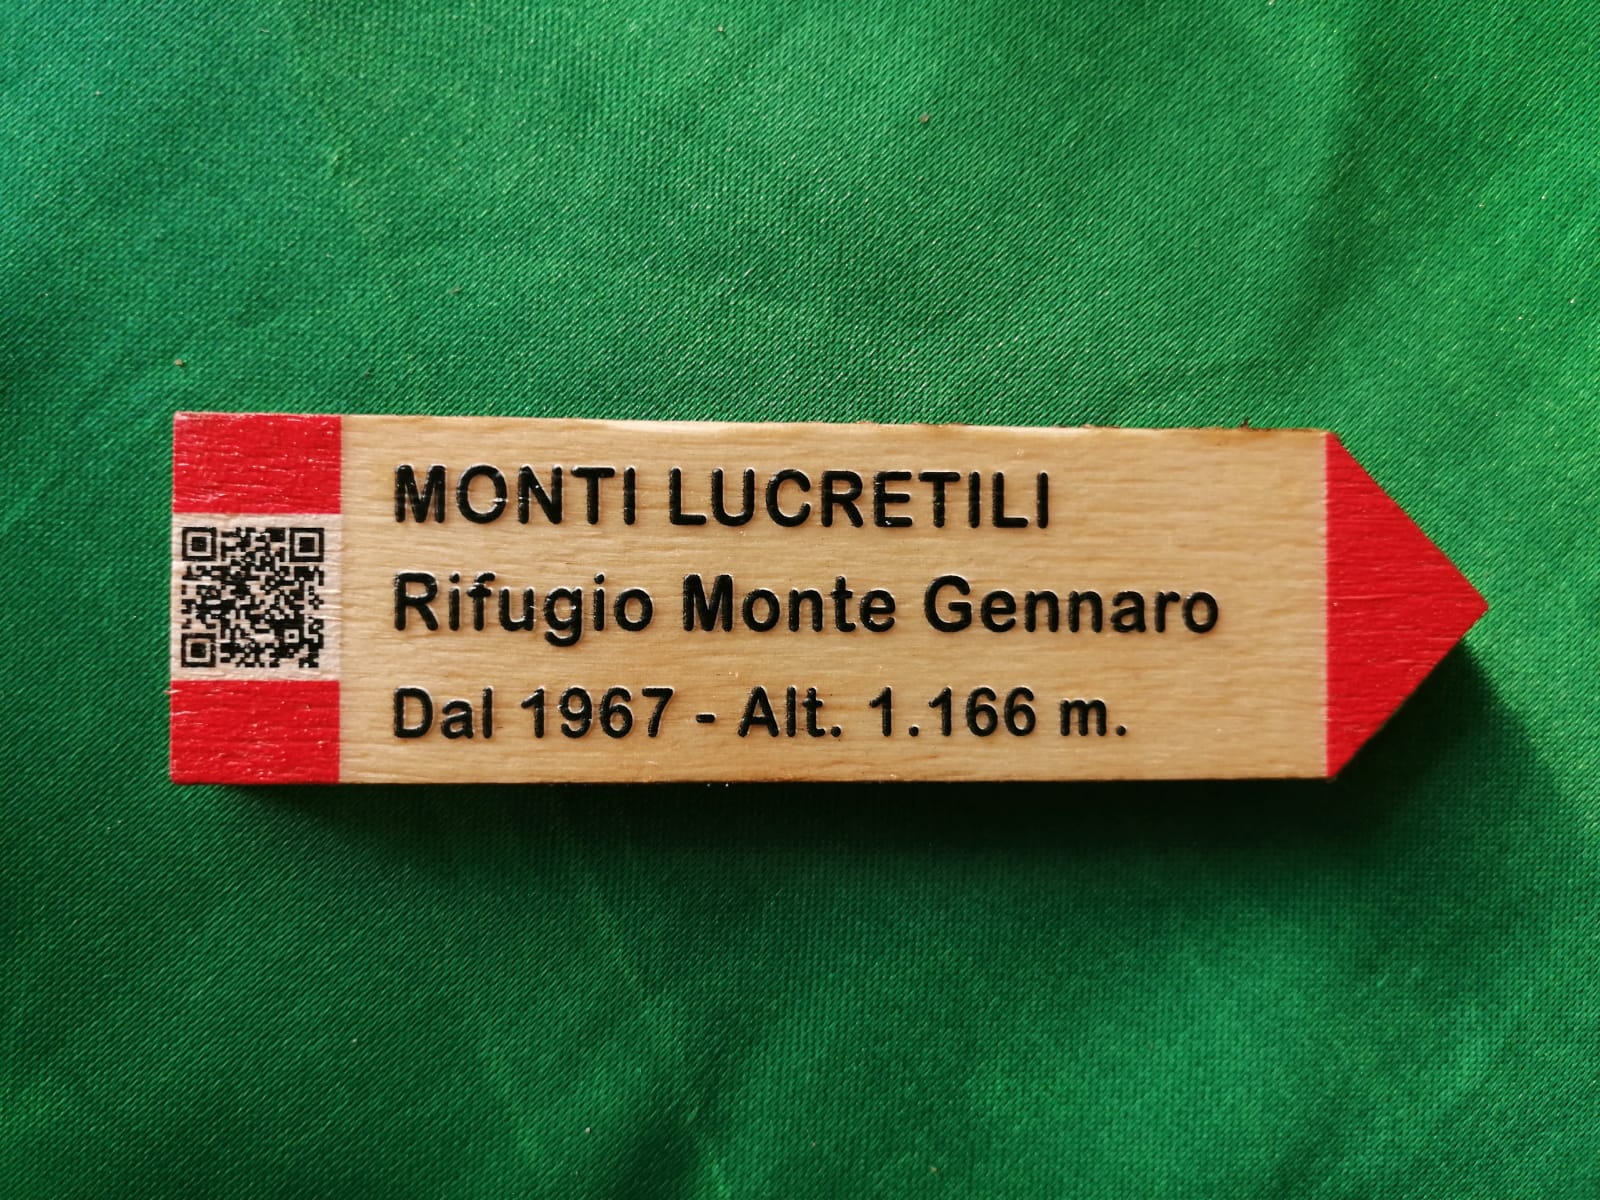 MONTI LUCRETILI
Rifugio Monte Gennaro
Dal 1967 - Alt. 1.166 m.